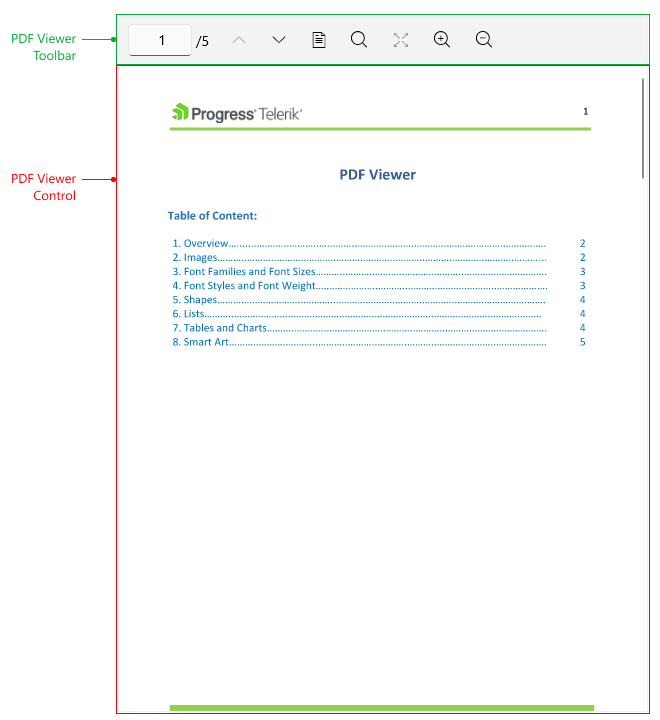 PDF Viewer
Toolbar
1 /5
Progress Telerik
1
PDF Viewer
Control
PDF Viewer
Table of Content:
1. Overview 2
2. Images 2
3. Font Families and Font Sizes 3
4. Font Styles and Font Weight 3
5. Shapes 4
6. Lists 4
7. Tables and Charts 4
8. Smart Art 5